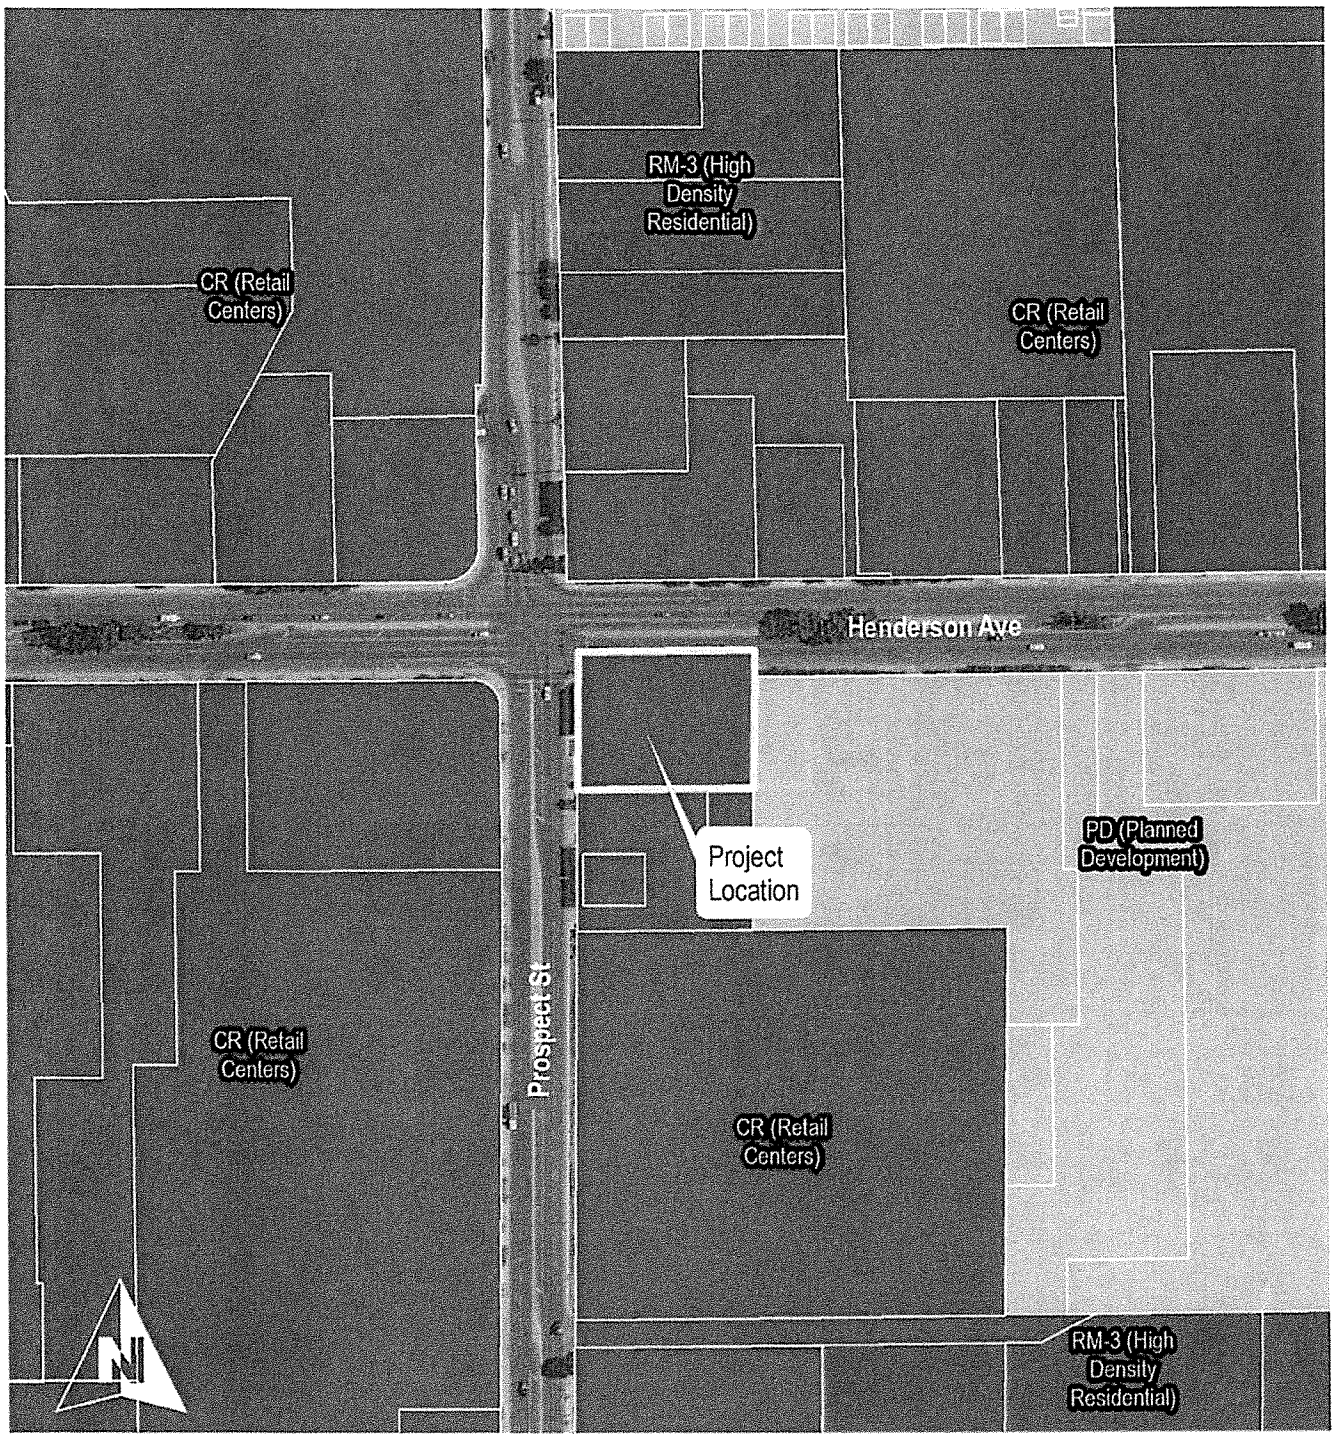 RM-3 (High
Density
Residential)
CR (Retail
Centers)
CR (Retail
Centers)
Henderson Ave
PD (Planned
Development)
Project
Location
Prospect St
CR (Retail
Centers)
CR (Retail
Centers)
N
RM-3 (High
Density
Residential)